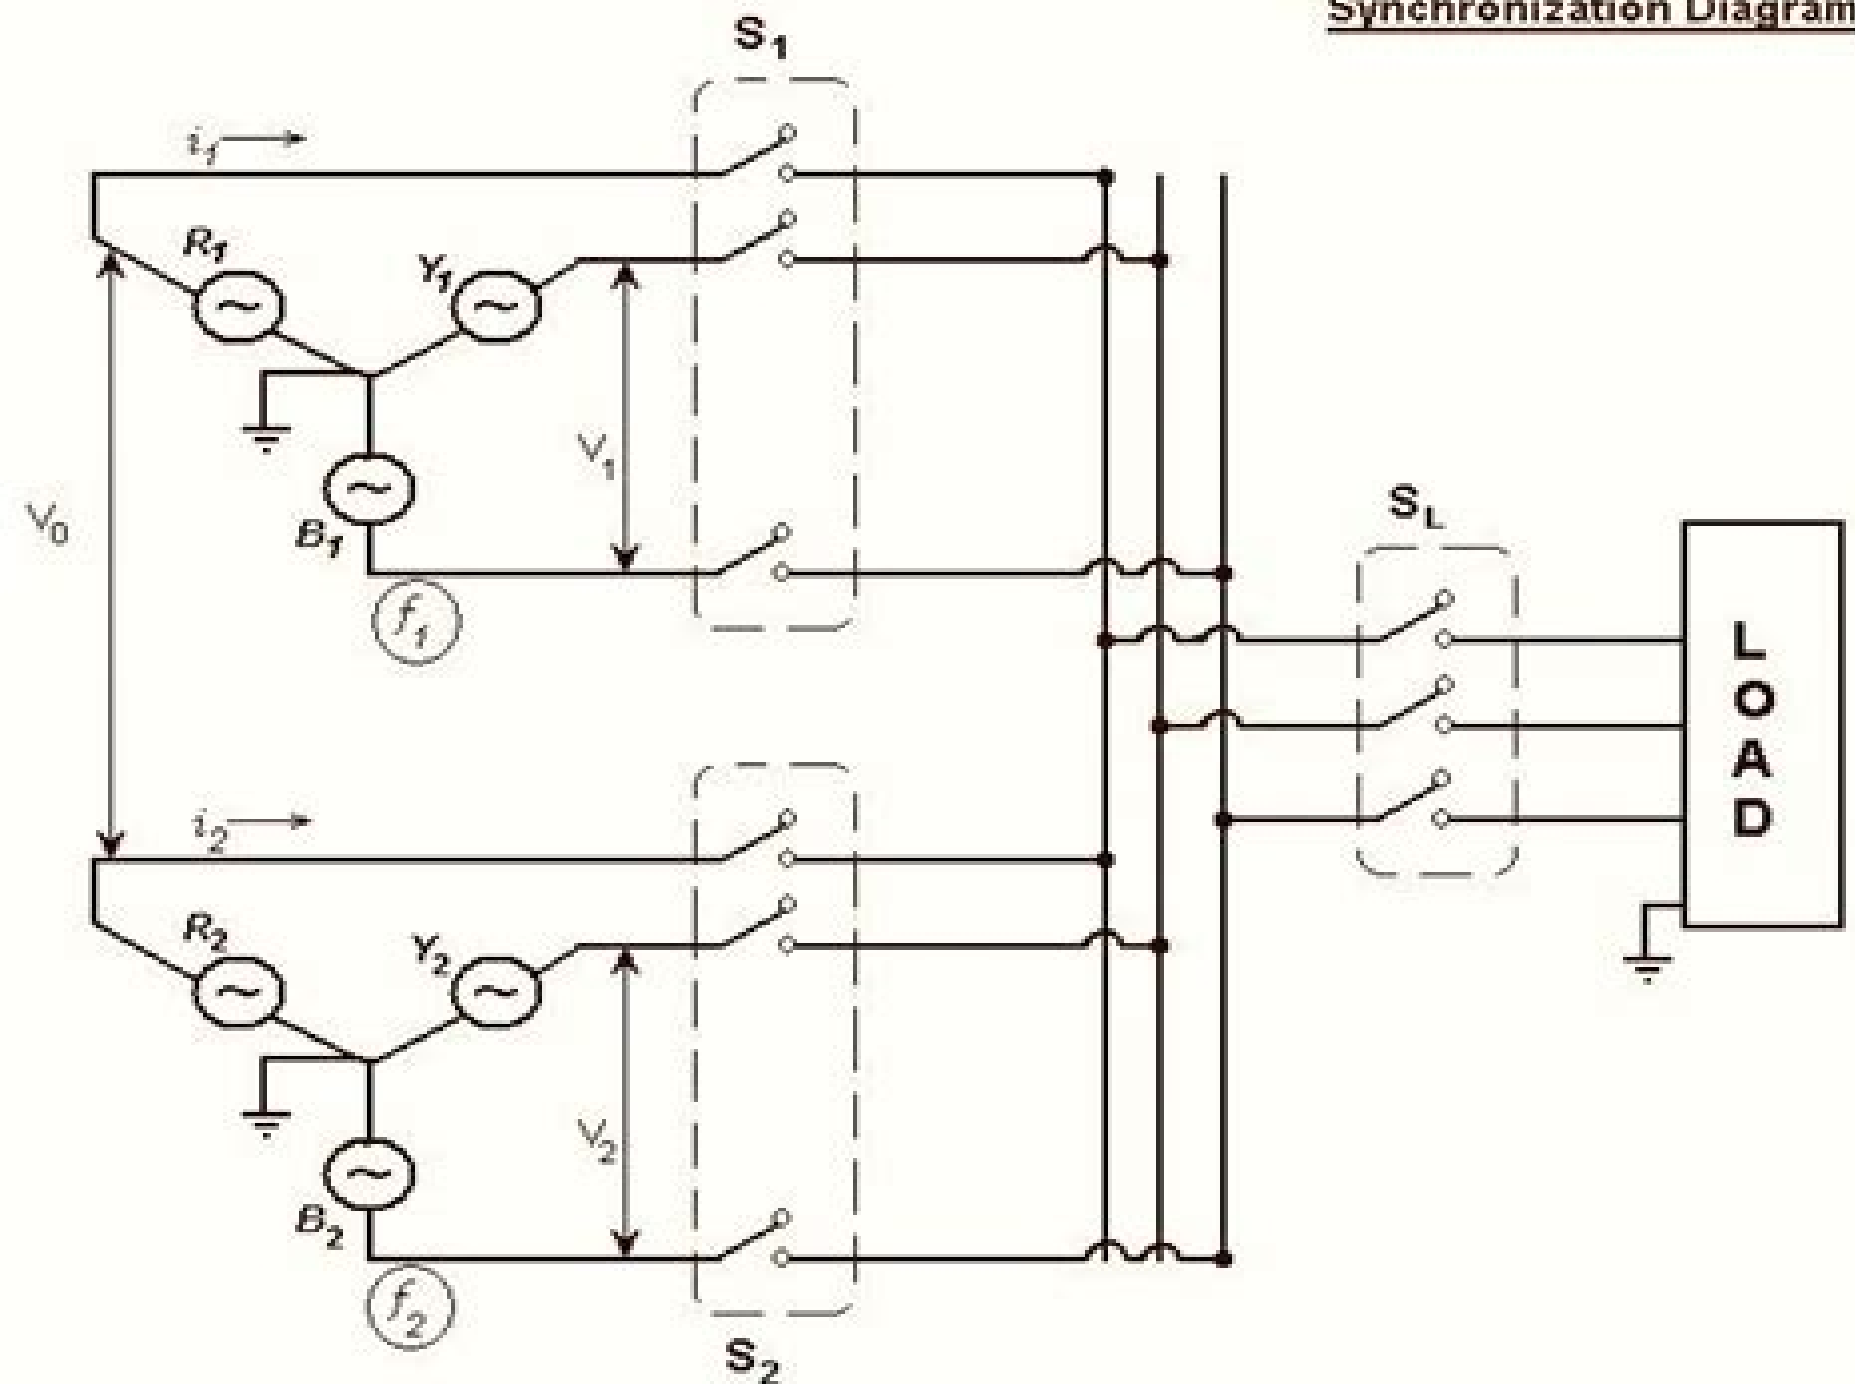 Synchronization Diagram
S1
i1
R1
Y1
V1
B1
f1
V0
SL
L
O
A
D
i2
R2
Y2
V2
B2
f2
S2